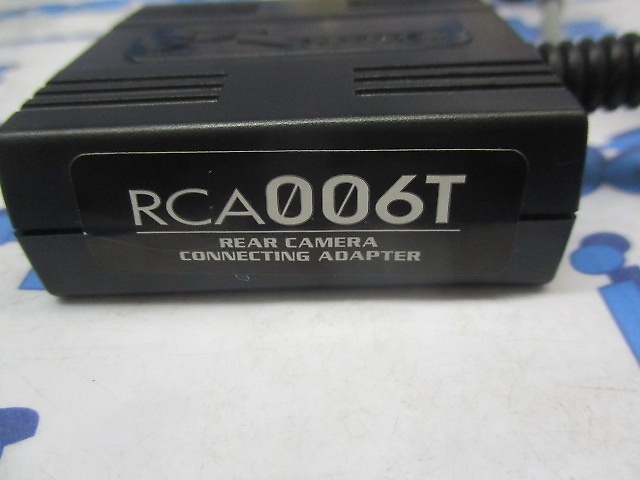 RCA006T
REAR CAMERA
CONNECTING ADAPTER